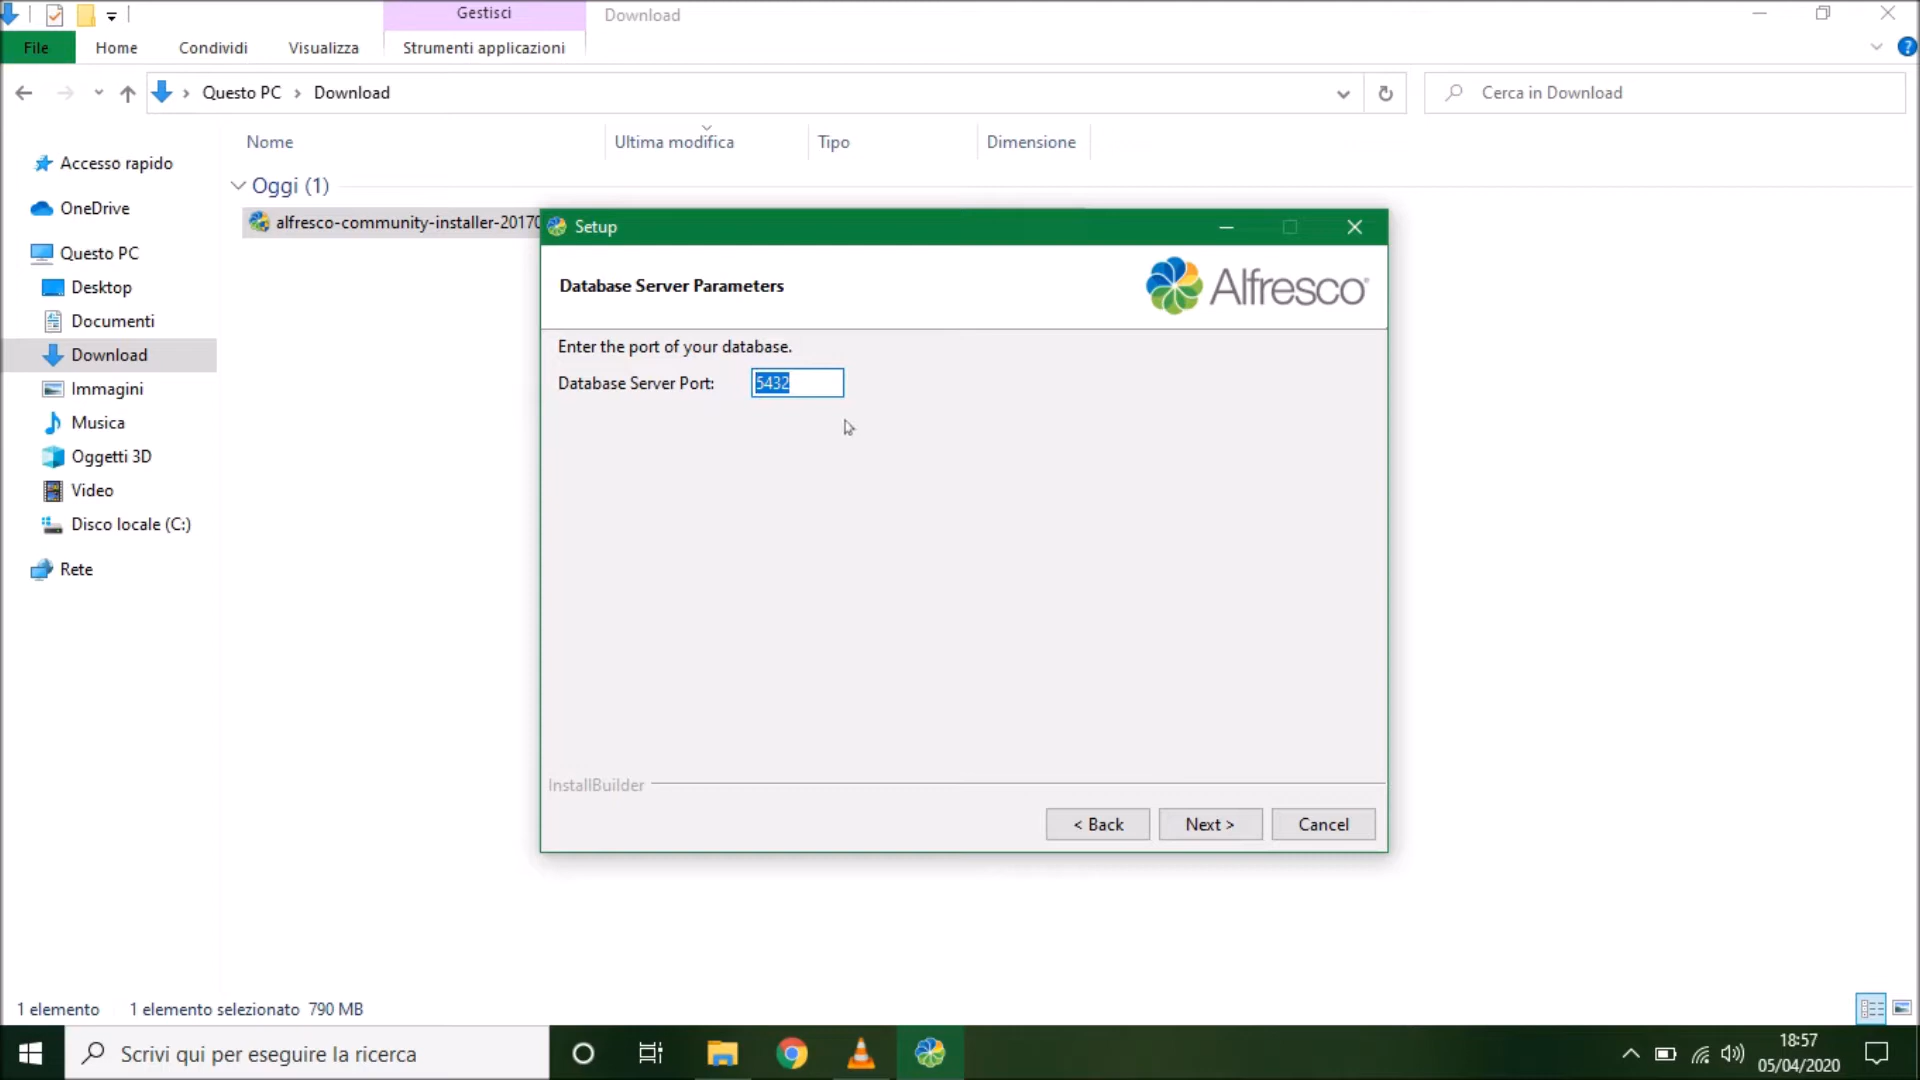 Gestisci
Download
File
Home
Condividi
Visualizza
Strumenti applicazioni
Questo PC
Download
Cerca in Download
Nome
Ultima modifica
Tipo
Dimensione
Accesso rapido
OneDrive
Questo PC
Desktop
Documenti
Download
Immagini
Musica
Oggetti 3D
Video
Disco locale (C:)
Rete
Oggi (1)
alfresco-community-installer-20170
Setup
Database Server Parameters
Alfresco
Enter the port of your database.
Database Server Port:
5432
InstallBuilder
< Back
Next >
Cancel
1 elemento
1 elemento selezionato 790 MB
Scrivi qui per eseguire la ricerca
18:57
05/04/2020